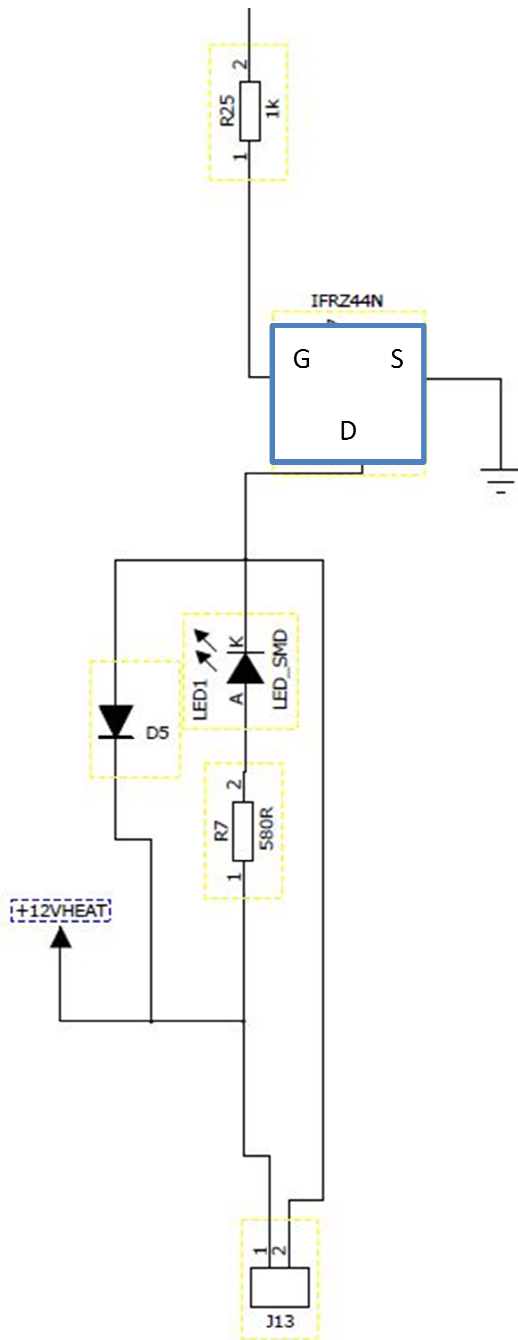 2
R25
1k
1
IFRZ44N
G
S
D
K
LED1
A
LED_SMD
D5
2
R7
580R
1
+12VHEAT
1
2
J13